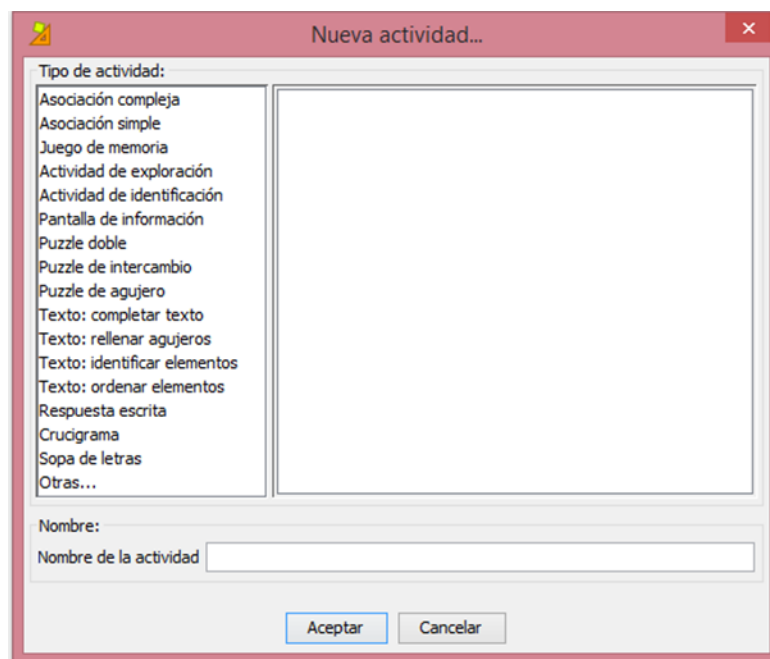 Nueva actividad...
Tipo de actividad:
Asociación compleja
Asociación simple
Juego de memoria
Actividad de exploración
Actividad de identificación
Pantalla de información
Puzzle doble
Puzzle de intercambio
Puzzle de agujero
Texto: completar texto
Texto: rellenar agujeros
Texto: identificar elementos
Texto: ordenar elementos
Respuesta escrita
Crucigrama
Sopa de letras
Otras...
Nombre:
Nombre de la actividad
Aceptar Cancelar